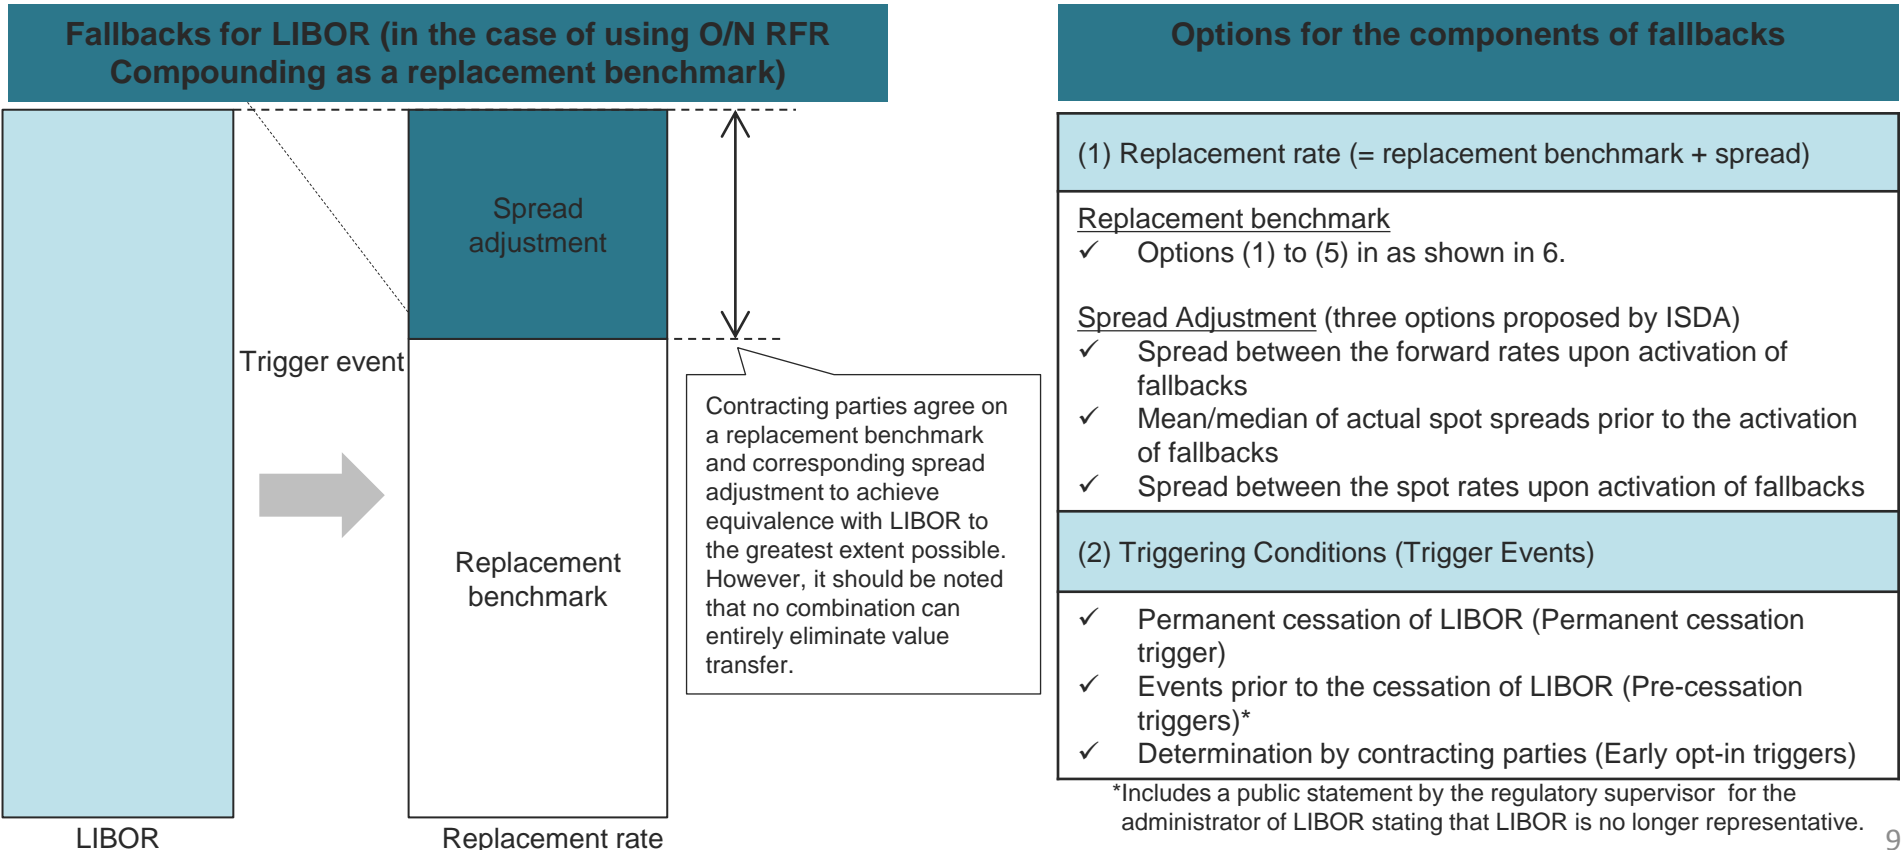 Fallbacks for LIBOR (in the case of using O/N RFR
Compounding as a replacement benchmark)
Spread
adjustment
Trigger event
Contracting parties agree on
a replacement benchmark
and corresponding spread
adjustment to achieve
equivalence with LIBOR to
the greatest extent possible.
However, it should be noted
that no combination can
entirely eliminate value
transfer.
Replacement
benchmark
LIBOR
Replacement rate
Options for the components of fallbacks
(1) Replacement rate (= replacement benchmark + spread)
Replacement benchmark
✓ Options (1) to (5) in as shown in 6.
Spread Adjustment (three options proposed by ISDA)
✓ Spread between the forward rates upon activation of
fallbacks
✓ Mean/median of actual spot spreads prior to the activation
of fallbacks
✓ Spread between the spot rates upon activation of fallbacks
(2) Triggering Conditions (Trigger Events)
✓ Permanent cessation of LIBOR (Permanent cessation
trigger)
✓ Events prior to the cessation of LIBOR (Pre-cessation
triggers)*
✓ Determination by contracting parties (Early opt-in triggers)
*Includes a public statement by the regulatory supervisor for the
administrator of LIBOR stating that LIBOR is no longer representative.
9